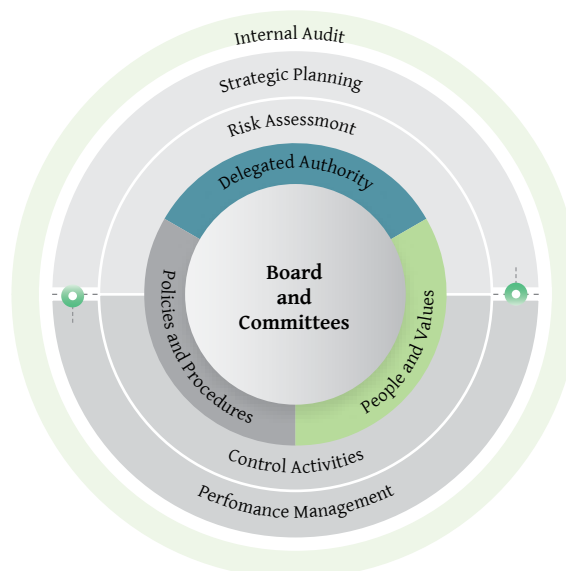 Internal Audit
Strategic Planning
Risk Assessmont
Delegated Authority
Board
and
Committees
Policies and Procedures
People and Values
Control Activities
Perfomance Management